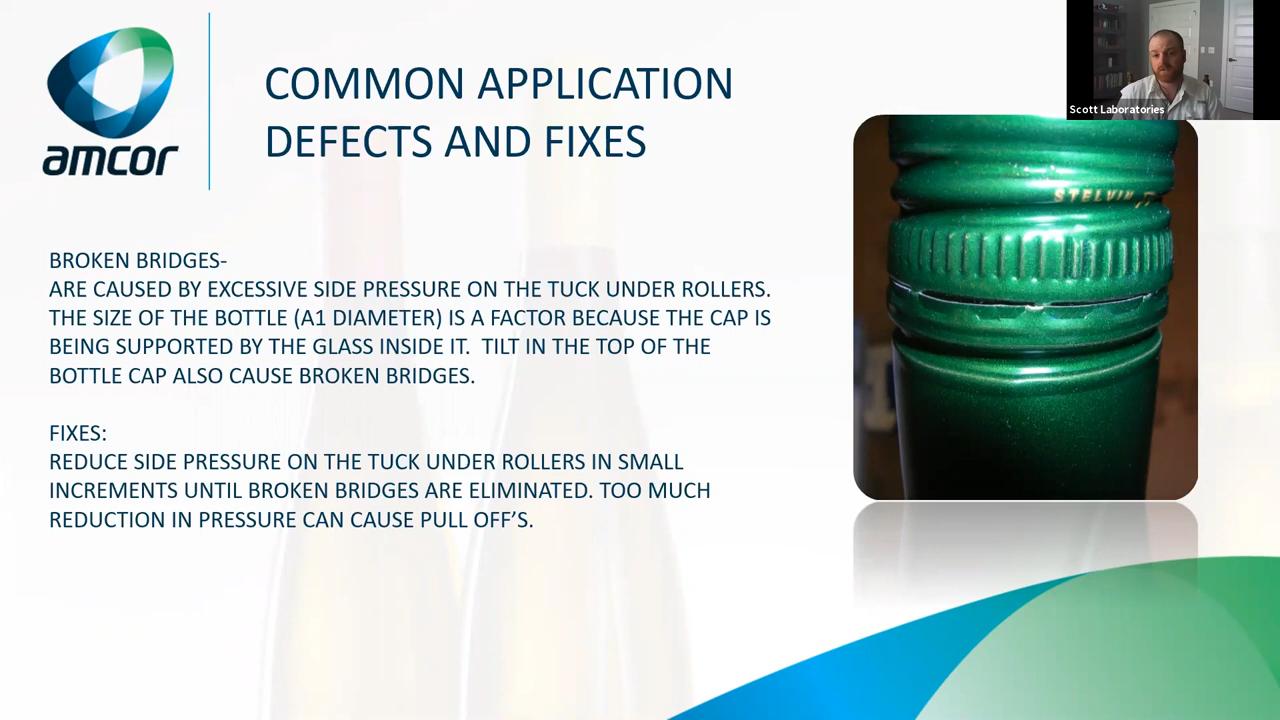 amcor
COMMON APPLICATION
DEFECTS AND FIXES
Scott Laboratories
STELVIN
BROKEN BRIDGES-
ARE CAUSED BY EXCESSIVE SIDE PRESSURE ON THE TUCK UNDER ROLLERS.
THE SIZE OF THE BOTTLE (A1 DIAMETER) IS A FACTOR BECAUSE THE CAP IS
BEING SUPPORTED BY THE GLASS INSIDE IT.  TILT IN THE TOP OF THE
BOTTLE CAP ALSO CAUSE BROKEN BRIDGES.
FIXES:
REDUCE SIDE PRESSURE ON THE TUCK UNDER ROLLERS IN SMALL
INCREMENTS UNTIL BROKEN BRIDGES ARE ELIMINATED. TOO MUCH
REDUCTION IN PRESSURE CAN CAUSE PULL OFF’S.